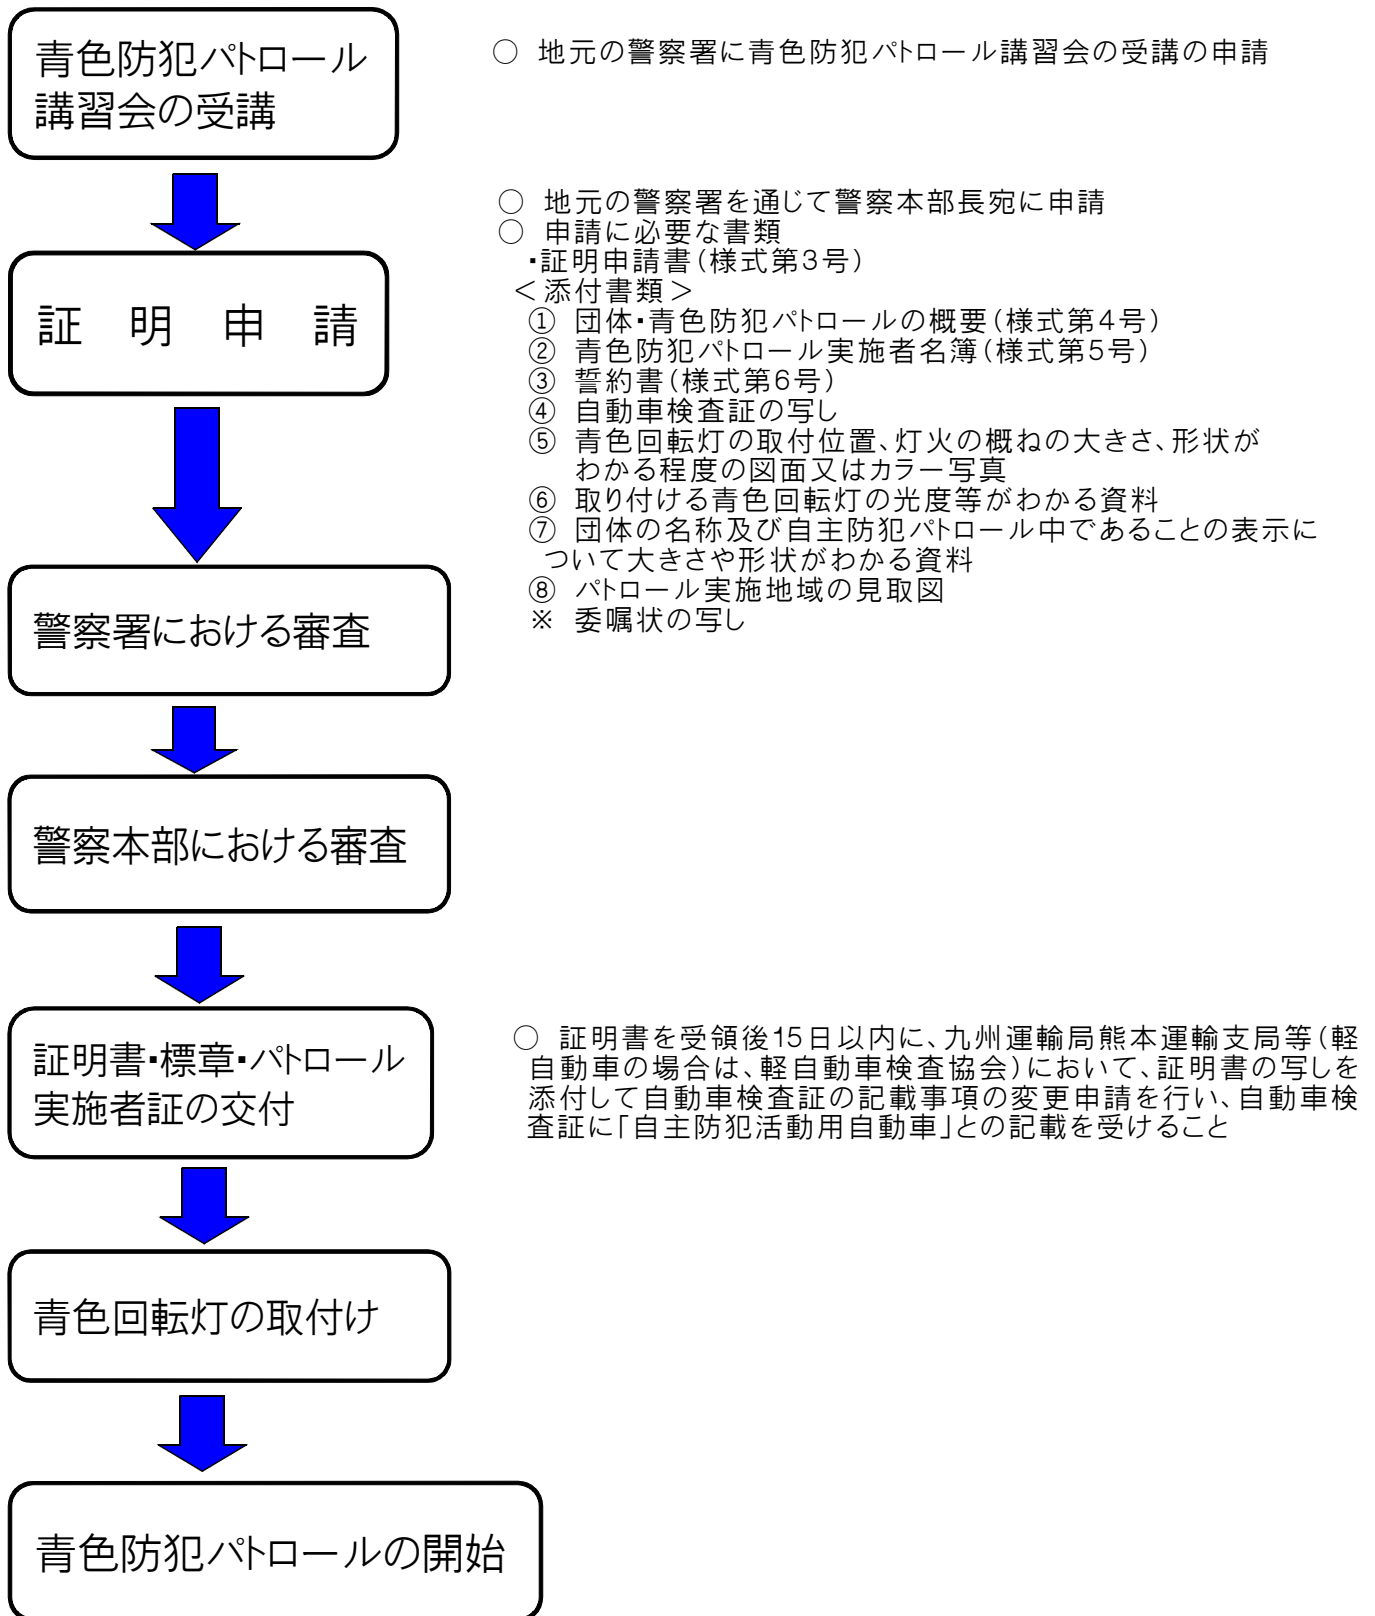 青色防犯パトロール
講習会の受講
○ 地元の警察署に青色防犯パトロール講習会の受講の申請
証 明 申 請
○ 地元の警察署を通じて警察本部長宛に申請
○ 申請に必要な書類
・証明申請書(様式第3号)
<添付書類>
① 団体・青色防犯パトロールの概要(様式第4号)
② 青色防犯パトロール実施者名簿(様式第5号)
③ 誓約書(様式第6号)
④ 自動車検査証の写し
⑤ 青色回転灯の取付位置、灯火の概ねの大きさ、形状が
わかる程度の図面又はカラー写真
⑥ 取り付ける青色回転灯の光度等がわかる資料
⑦ 団体の名称及び自主防犯パトロール中であることの表示に
ついて大きさや形状がわかる資料
⑧ パトロール実施地域の見取図
※ 委嘱状の写し
警察署における審査
警察本部における審査
証明書・標章・パトロール
実施者証の交付
○ 証明書を受領後15日以内に、九州運輸局熊本運輸支局等(軽
自動車の場合は、軽自動車検査協会)において、証明書の写しを
添付して自動車検査証の記載事項の変更申請を行い、自動車検
査証に「自主防犯活動用自動車」との記載を受けること
青色回転灯の取付け
青色防犯パトロールの開始